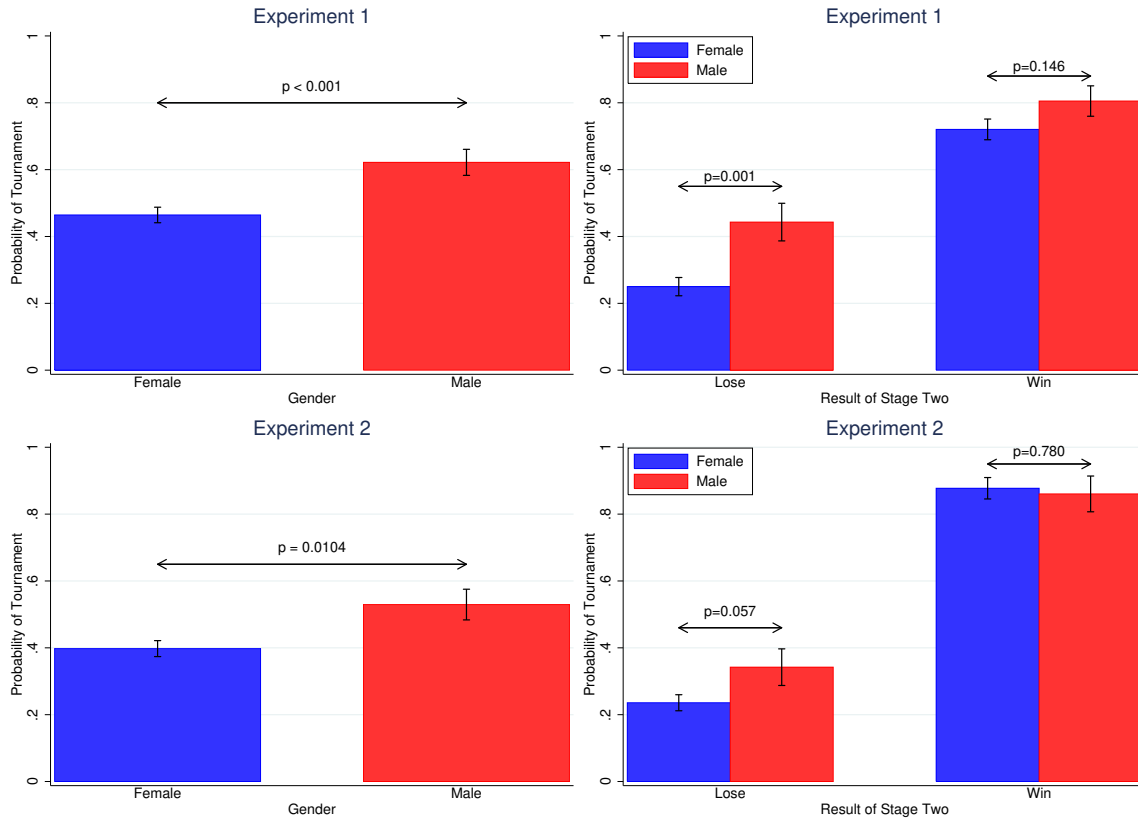 Experiment 1
Probability of Tournament
1
.8
.6
.4
.2
0
p < 0.001
Female
Male
Gender
Experiment 1
Probability of Tournament
1
.8
.6
.4
.2
0
Female
Male
p=0.001
p=0.146
Lose
Win
Result of Stage Two
Experiment 2
Probability of Tournament
1
.8
.6
.4
.2
0
p = 0.0104
Female
Male
Gender
Experiment 2
Probability of Tournament
1
.8
.6
.4
.2
0
Female
Male
p=0.057
p=0.780
Lose
Win
Result of Stage Two